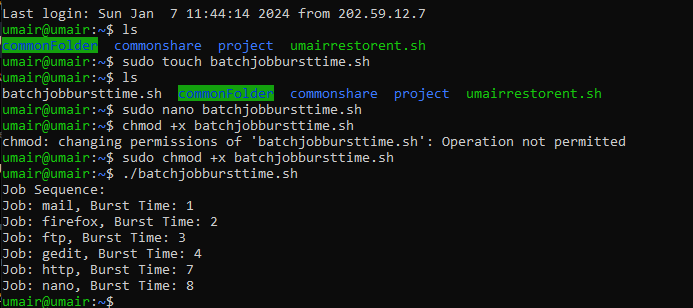 Last login: Sun Jan  7 11:44:14 2024 from 202.59.12.7
umair@umair:~$ ls
commonFolder  commonshare  project  umairrestorent.sh
umair@umair:~$ sudo touch batchjobbursttime.sh
umair@umair:~$ ls
batchjobbursttime.sh  commonFolder  commonshare  project  umairrestorent.sh
umair@umair:~$ sudo nano batchjobbursttime.sh
umair@umair:~$ chmod +x batchjobbursttime.sh
chmod: changing permissions of 'batchjobbursttime.sh': Operation not permitted
umair@umair:~$ sudo chmod +x batchjobbursttime.sh
umair@umair:~$ ./batchjobbursttime.sh
Job Sequence:
Job: mail, Burst Time: 1
Job: firefox, Burst Time: 2
Job: ftp, Burst Time: 3
Job: gedit, Burst Time: 4
Job: http, Burst Time: 7
Job: nano, Burst Time: 8
umair@umair:~$